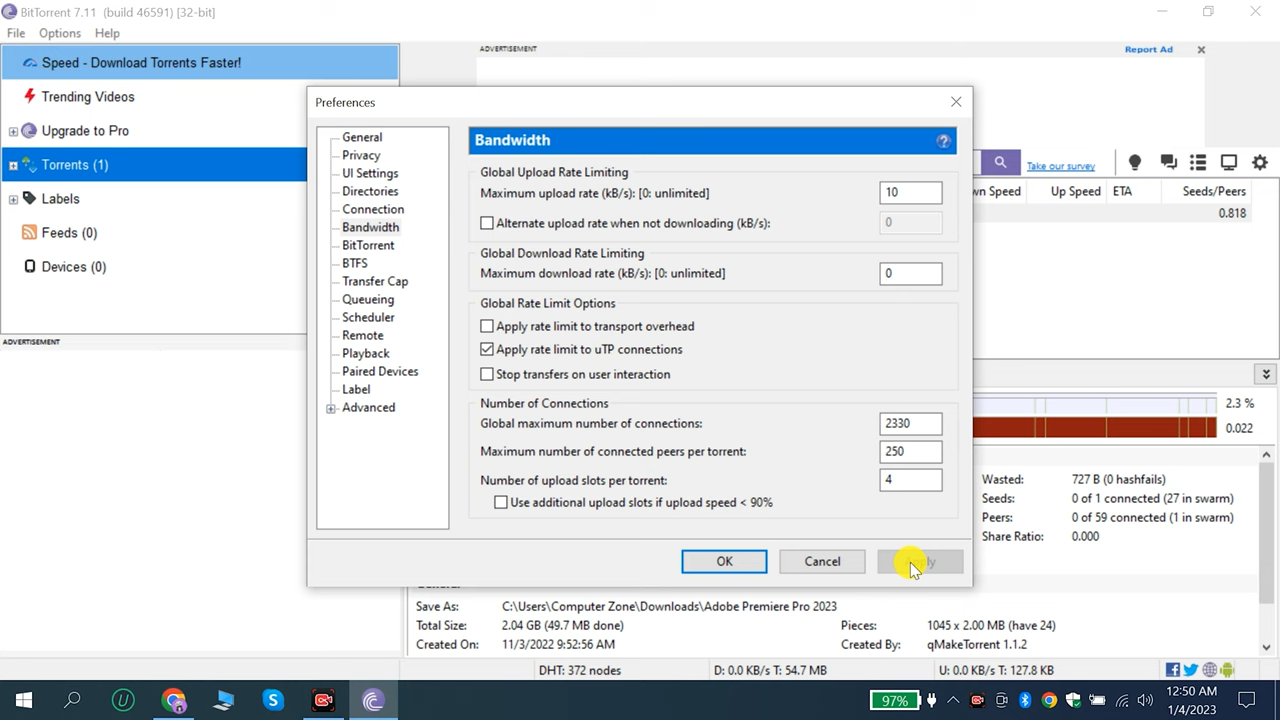 BitTorrent 7.11 (build 46591) [32-bit]
File Options Help
ADVERTISEMENT
Report Ad
Speed - Download Torrents Faster!
Trending Videos
Upgrade to Pro
Torrents (1)
Labels
Feeds (0)
Devices (0)
ADVERTISEMENT
Preferences
General
Privacy
UI Settings
Directories
Connection
Bandwidth
BitTorrent
BTFS
Transfer Cap
Queueing
Scheduler
Remote
Playback
Paired Devices
Label
Advanced
Bandwidth
Global Upload Rate Limiting
Maximum upload rate (kB/s): [0: unlimited] 10
Alternate upload rate when not downloading (kB/s): 0
Global Download Rate Limiting
Maximum download rate (kB/s): [0: unlimited] 0
Global Rate Limit Options
Apply rate limit to transport overhead
Apply rate limit to uTP connections
Stop transfers on user interaction
Number of Connections
Global maximum number of connections: 2330
Maximum number of connected peers per torrent: 250
Number of upload slots per torrent: 4
Use additional upload slots if upload speed < 90%
OK Cancel
Take our survey
Speed Up Speed ETA Seeds/Peers
0.818
2.3 %
0.022
Wasted: 727 B (0 hashfails)
Seeds: 0 of 1 connected (27 in swarm)
Peers: 0 of 59 connected (1 in swarm)
Share Ratio: 0.000
Save As: C:\Users\Computer Zone\Downloads\Adobe Premiere Pro 2023
Total Size: 2.04 GB (49.7 MB done) Pieces: 1045 x 2.00 MB (have 24)
Created On: 11/3/2022 9:52:56 AM Created By: qMakeTorrent 1.1.2
DHT: 372 nodes D: 0.0 KB/s T: 54.7 MB U: 0.0 KB/s T: 127.8 KB
97%
12:50 AM
1/4/2023